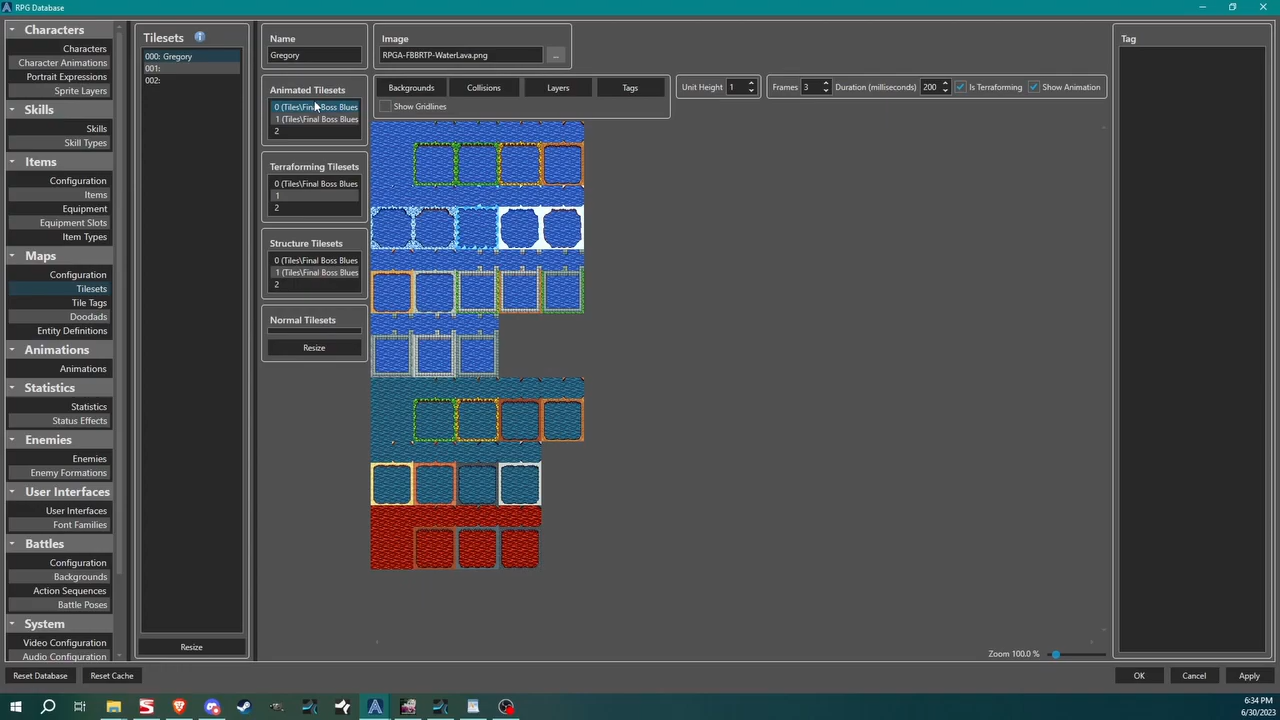 RPG Database
Characters
Characters
Character Animations
Portrait Expressions
Sprite Layers
Skills
Skills
Skill Types
Items
Configuration
Items
Equipment
Equipment Slots
Item Types
Maps
Configuration
Tilesets
Tile Tags
Doodads
Entity Definitions
Animations
Animations
Statistics
Statistics
Status Effects
Enemies
Enemies
Enemy Formations
User Interfaces
User Interfaces
Font Families
Battles
Configuration
Backgrounds
Action Sequences
Battle Poses
System
Video Configuration
Audio Configuration
Reset Database
Reset Cache
Tilesets
000: Gregory
001:
002:
Resize
Name
Gregory
Animated Tilesets
0 (Tiles\Final Boss Blues
1 (Tiles\Final Boss Blues
2
Terraforming Tilesets
0 (Tiles\Final Boss Blues
1
2
Structure Tilesets
0 (Tiles\Final Boss Blues
1 (Tiles\Final Boss Blues
2
Normal Tilesets
Resize
Image
RPGA-FBBRTP-WaterLava.png
...
Backgrounds
Collisions
Layers
Tags
Show Gridlines
Unit Height 1
Frames 3
Duration (milliseconds) 200
Is Terraforming
Show Animation
Zoom 100.0 %
Tag
OK
Cancel
Apply
6:34 PM
6/30/2023